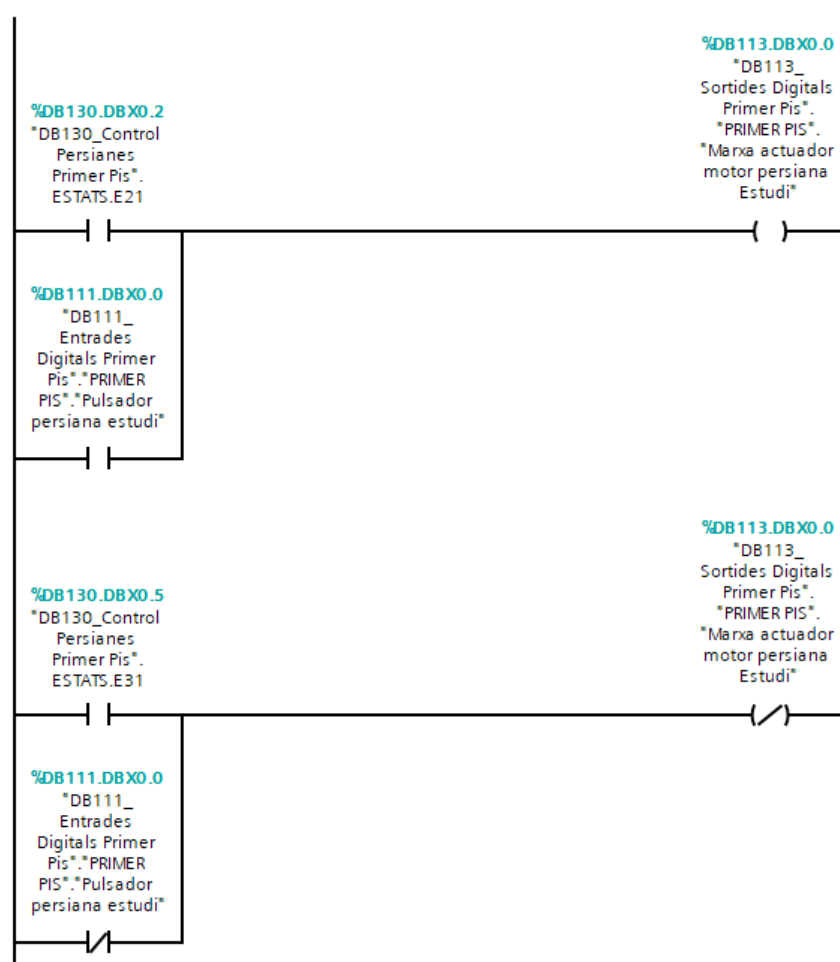 %DB113.DBX0.0
"DB113_
Sortides Digitals
Primer Pis".
"PRIMER PIS".
"Marxa actuador
motor persiana
Estudi"
%DB130.DBX0.2
"DB130_Control
Persianes
Primer Pis".
ESTATS.E21
%DB111.DBX0.0
"DB111_
Entrades
Digitals Primer
Pis"."PRIMER
PIS"."Pulsador
persiana estudi"
%DB113.DBX0.0
"DB113_
Sortides Digitals
Primer Pis".
"PRIMER PIS".
"Marxa actuador
motor persiana
Estudi"
%DB130.DBX0.5
"DB130_Control
Persianes
Primer Pis".
ESTATS.E31
%DB111.DBX0.0
"DB111_
Entrades
Digitals Primer
Pis"."PRIMER
PIS"."Pulsador
persiana estudi"